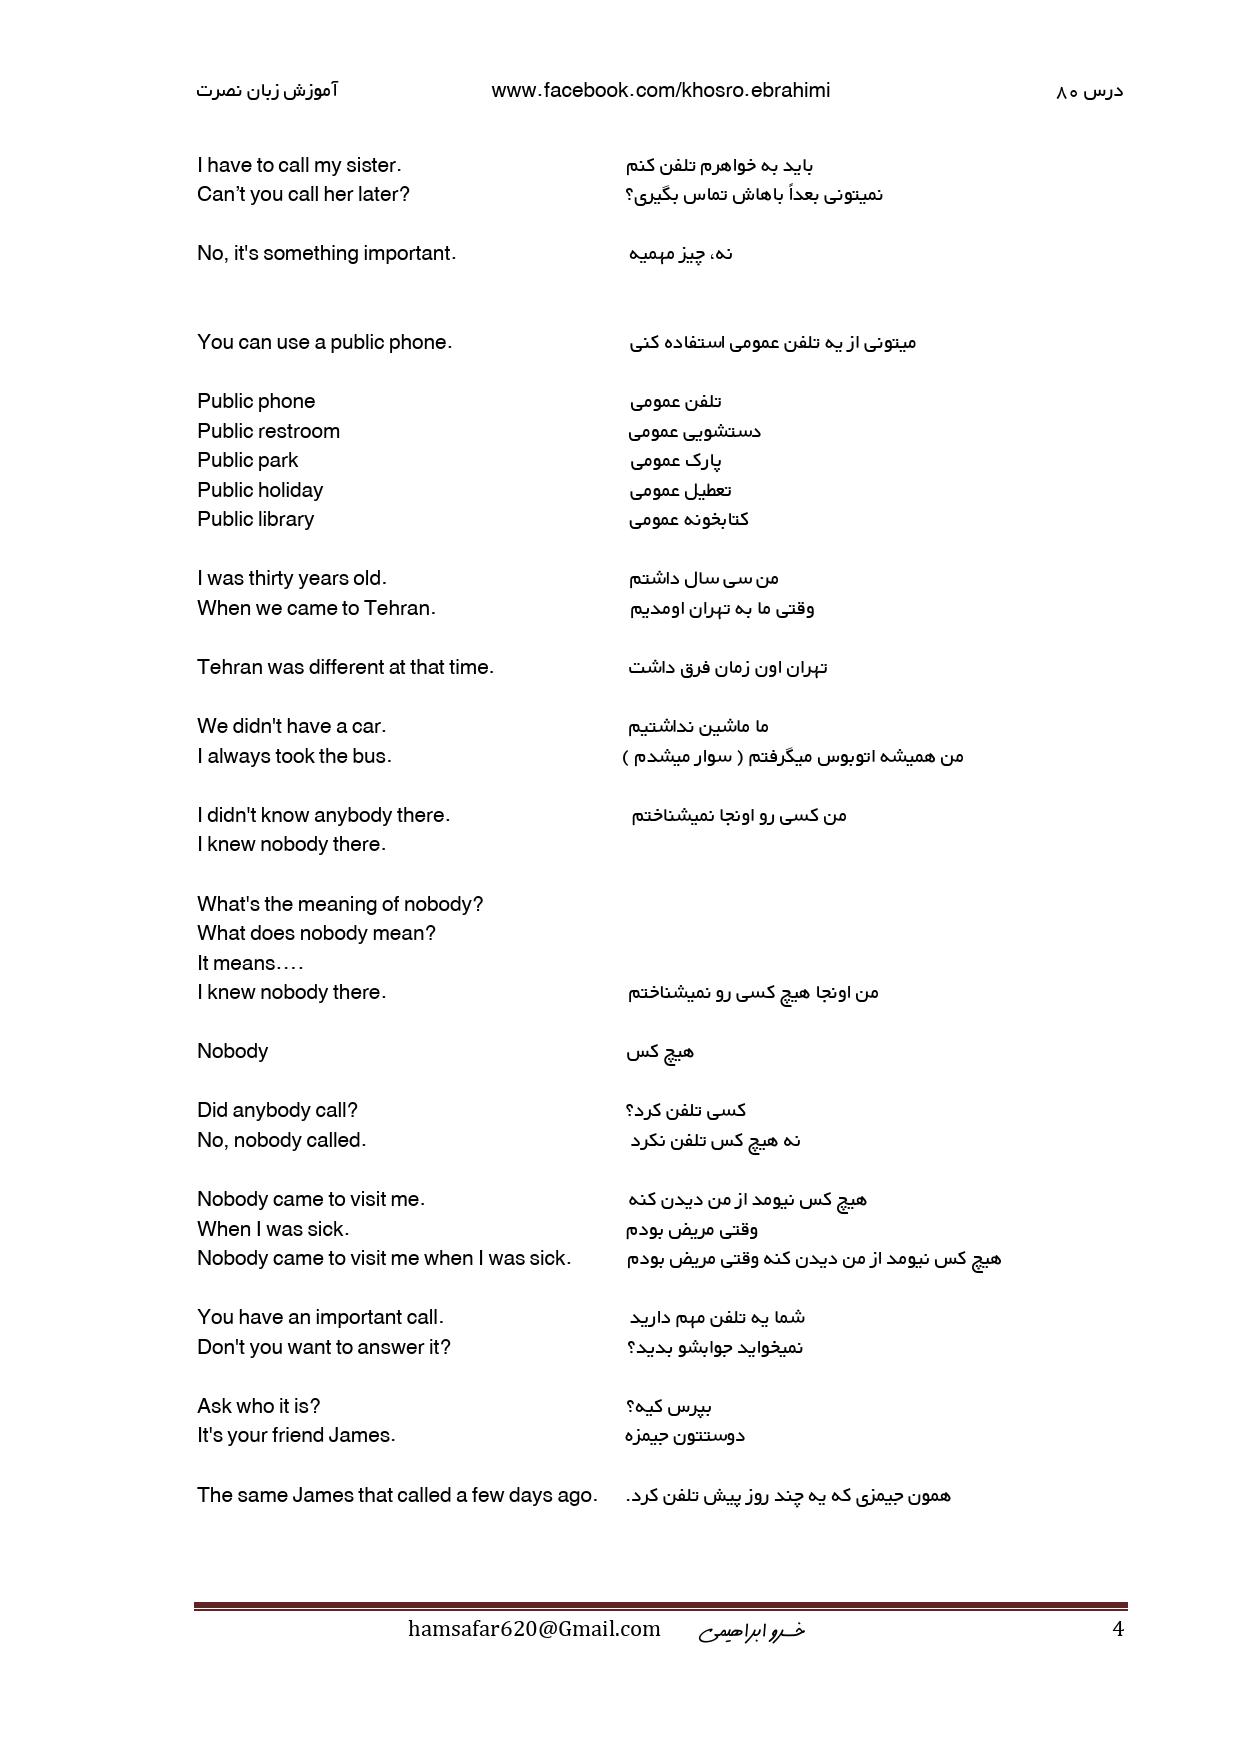 آموزش زبان نصرت www.facebook.com/khosro.ebrahimi درس ۸۰
I have to call my sister. باید به خواهرم تلفن کنم
Can’t you call her later? نمیتونی بعداً باهاش تماس بگیری؟
No, it's something important. نه، چیز مهمیه
You can use a public phone. میتونی از یه تلفن عمومی استفاده کنی
Public phone تلفن عمومی
Public restroom دستشویی عمومی
Public park پارک عمومی
Public holiday تعطیل عمومی
Public library کتابخونه عمومی
I was thirty years old. من سی سال داشتم
When we came to Tehran. وقتی ما به تهران اومدیم
Tehran was different at that time. تهران اون زمان فرق داشت
We didn't have a car. ما ماشین نداشتیم
I always took the bus. من همیشه اتوبوس میگرفتم ( سوار میشدم )
I didn't know anybody there. من کسی رو اونجا نمیشناختم
I knew nobody there.
What's the meaning of nobody?
What does nobody mean?
It means....
I knew nobody there. من اونجا هیچ کسی رو نمیشناختم
Nobody هیچ کس
Did anybody call? کسی تلفن کرد؟
No, nobody called. نه هیچ کس تلفن نکرد
Nobody came to visit me. هیچ کس نیومد از من دیدن کنه
When I was sick. وقتی مریض بودم
Nobody came to visit me when I was sick. هیچ کس نیومد از من دیدن کنه وقتی مریض بودم
You have an important call. شما یه تلفن مهم دارید
Don't you want to answer it? نمیخواید جوابشو بدید؟
Ask who it is? بپرس کیه؟
It's your friend James. دوستتون جیمزه
The same James that called a few days ago. همون جیمزی که یه چند روز پیش تلفن کرد.
hamsafar620@Gmail.com خسرو ابراهیمی 4